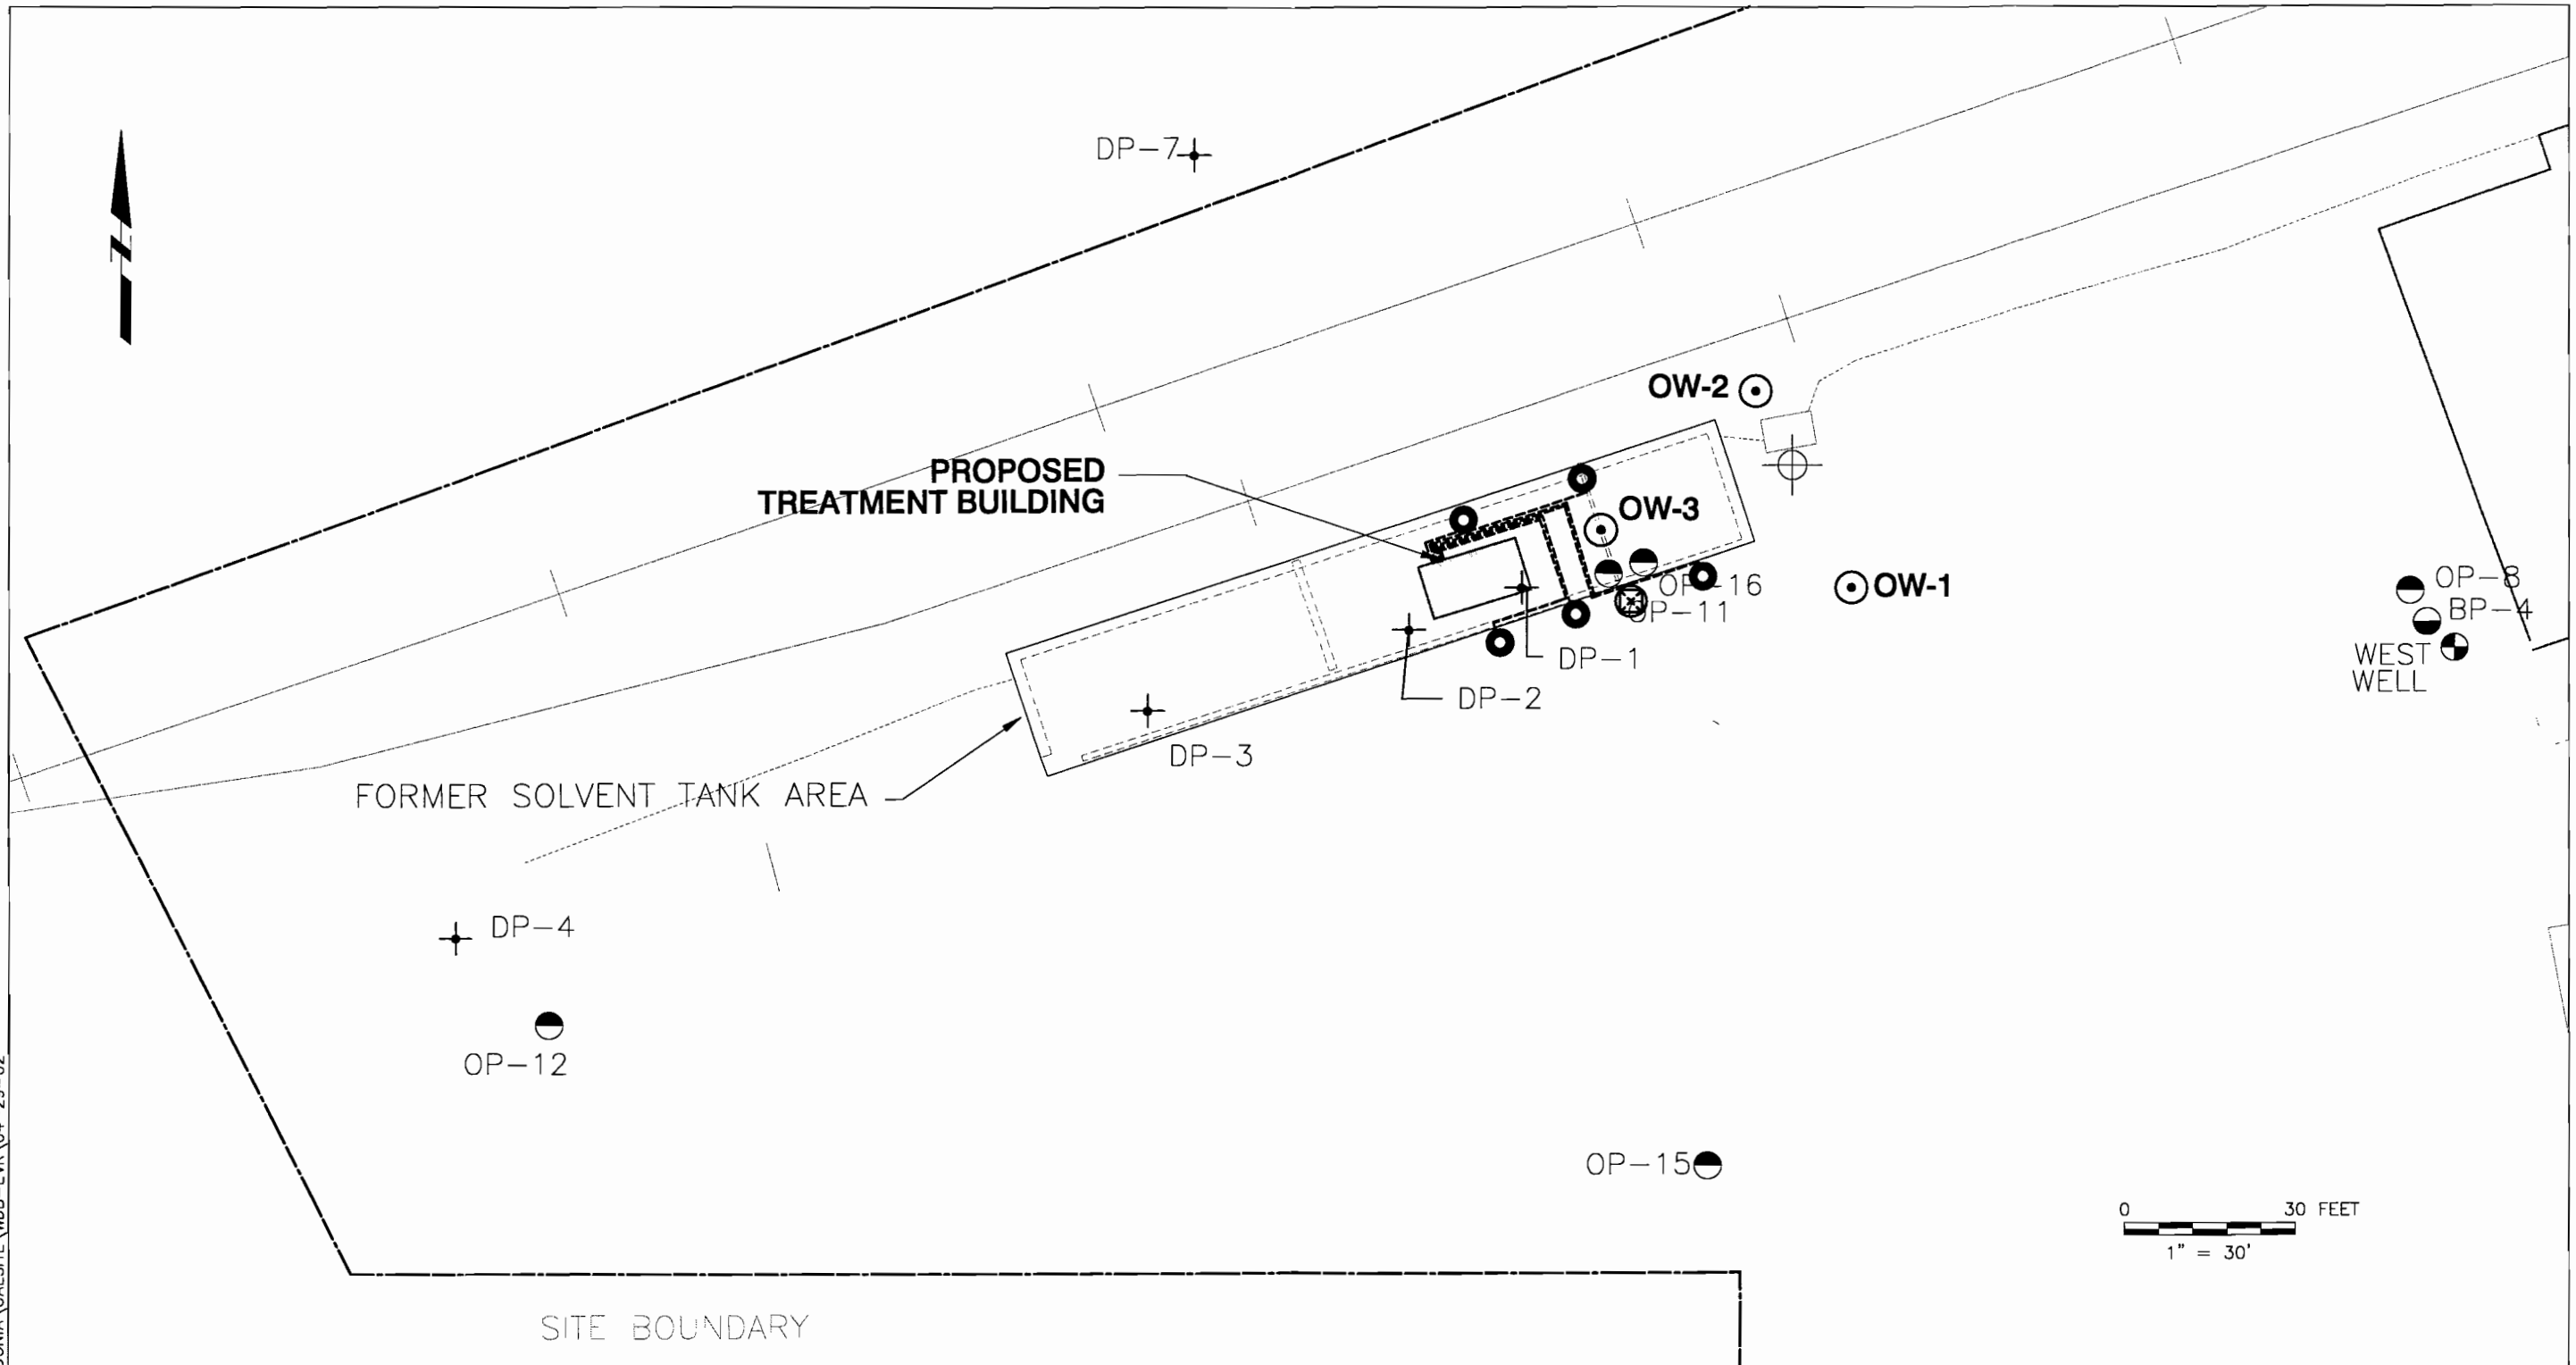 DP-7
N
OW-2
PROPOSED
TREATMENT BUILDING
OW-3
OP-16
OP-11
OW-1
OP-8
BP-4
WEST
WELL
DP-1
DP-2
DP-3
FORMER SOLVENT TANK AREA
DP-4
OP-12
OP-15
0 30 FEET
1" = 30'
SITE BOUNDARY